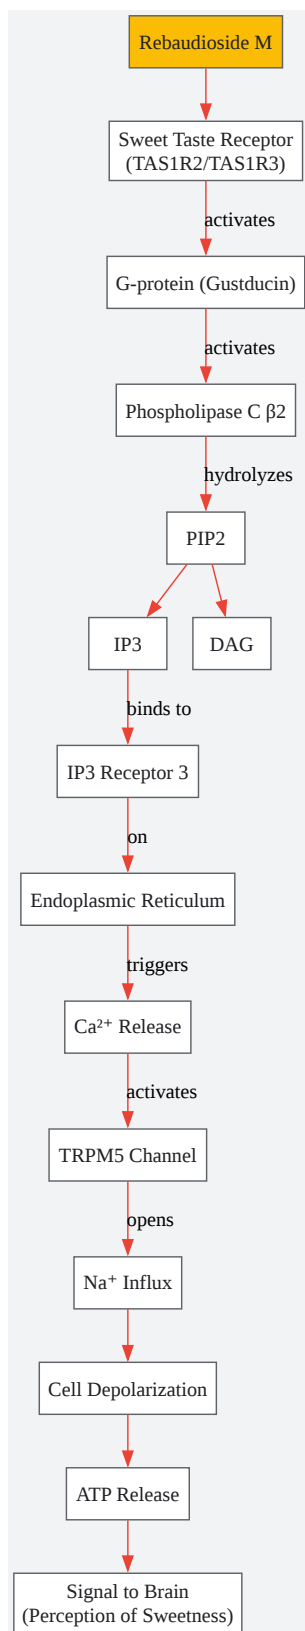 Rebaudioside M
Sweet Taste Receptor
(TAS1R2/TAS1R3)
activates
G-protein (Gustducin)
activates
Phospholipase C β2
hydrolyzes
PIP2
IP3
DAG
binds to
IP3 Receptor 3
on
Endoplasmic Reticulum
triggers
Ca²⁺ Release
activates
TRPM5 Channel
opens
Na⁺ Influx
Cell Depolarization
ATP Release
Signal to Brain
(Perception of Sweetness)